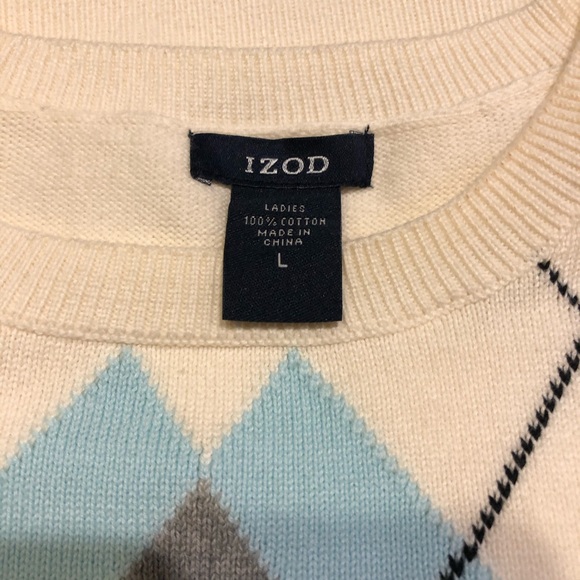 IZOD
LADIES
100% COTTON
MADE IN
CHINA
L